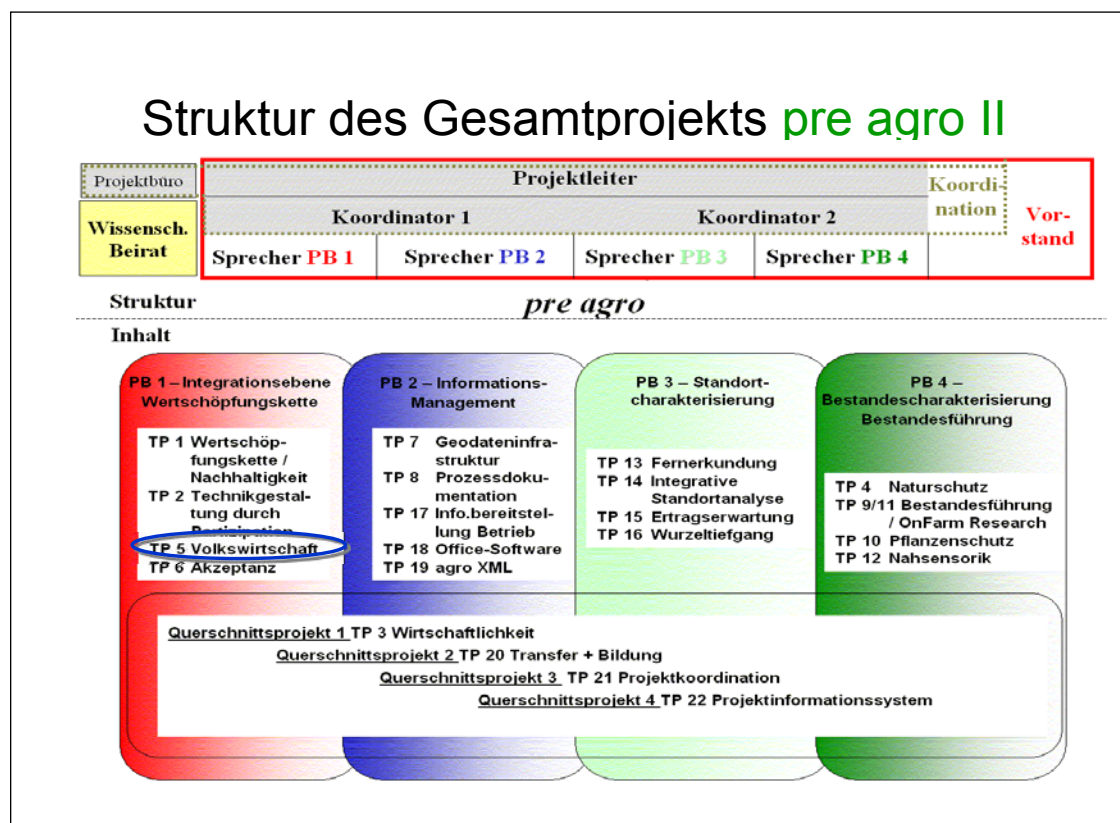 Struktur des Gesamtprojekts pre agro II
Projektbüro
Projektleiter
Koordi-
nation
Vor-
stand
Wissensch.
Beirat
Koordinator 1
Koordinator 2
Sprecher PB 1
Sprecher PB 2
Sprecher PB 3
Sprecher PB 4
Struktur
pre agro
Inhalt
PB 1 – Integrationsebene
Wertschöpfungskette
TP 1 Wertschöp-
fungskette /
Nachhaltigkeit
TP 2 Technikgestal-
tung durch
Partizipation
TP 5 Volkswirtschaft
TP 6 Akzeptanz
PB 2 – Informations-
Management
TP 7 Geodateninfra-
struktur
TP 8 Prozessdoku-
mentation
TP 17 Info.bereitstel-
lung Betrieb
TP 18 Office-Software
TP 19 agro XML
PB 3 – Standort-
charakterisierung
TP 13 Fernerkundung
TP 14 Integrative
Standortanalyse
TP 15 Ertragserwartung
TP 16 Wurzeltiefgang
PB 4 –
Bestandescharakterisierung
Bestandesführung
TP 4 Naturschutz
TP 9/11 Bestandesführung
/ OnFarm Research
TP 10 Pflanzenschutz
TP 12 Nahsensorik
Querschnittsprojekt 1 TP 3 Wirtschaftlichkeit
Querschnittsprojekt 2 TP 20 Transfer + Bildung
Querschnittsprojekt 3 TP 21 Projektkoordination
Querschnittsprojekt 4 TP 22 Projektinformationssystem